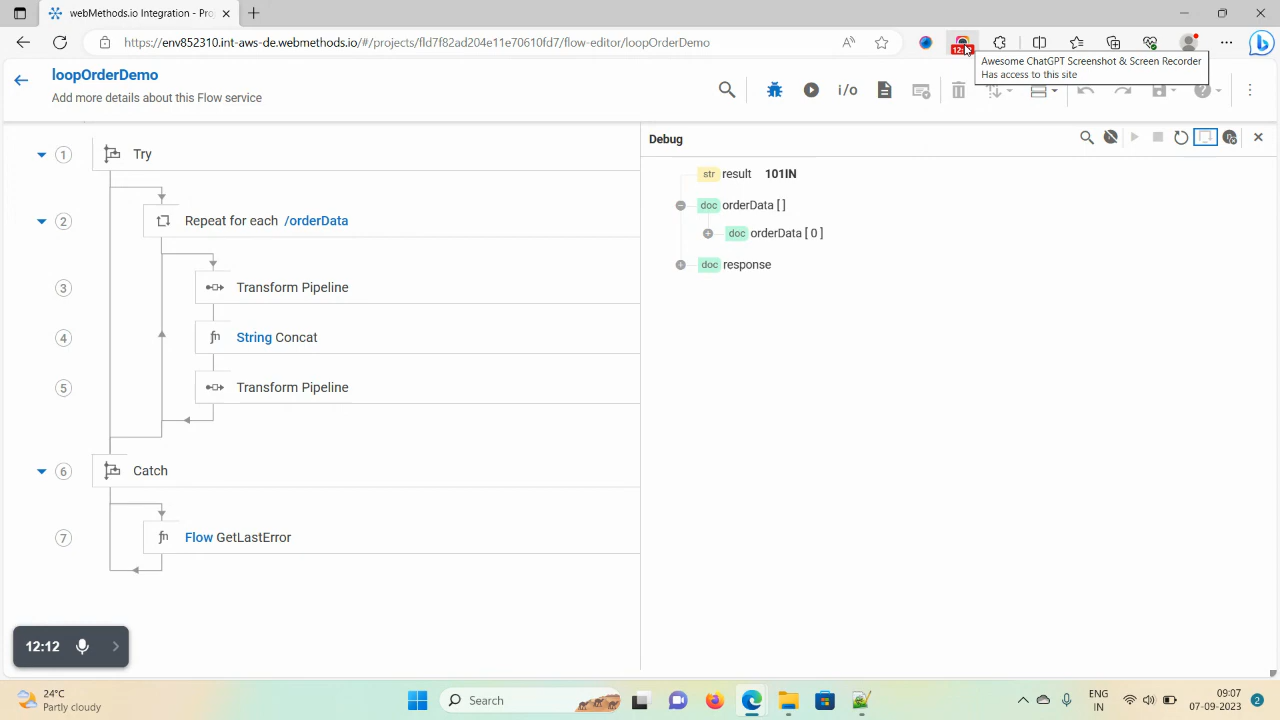 webMethods.io Integration - Pro
https://env852310.int-aws-de.webmethods.io/#/projects/fld7f82ad204e11e70610fd7/flow-editor/loopOrderDemo
12:
Awesome ChatGPT Screenshot & Screen Recorder
Has access to this site
loopOrderDemo
Add more details about this Flow service
i/o
1 Try
2 Repeat for each /orderData
3 Transform Pipeline
4 fn String Concat
5 Transform Pipeline
6 Catch
7 fn Flow GetLastError
Debug
str result 101IN
doc orderData [ ]
doc orderData [ 0 ]
doc response
12:12
24°C
Partly cloudy
Search
ENG
IN
09:07
07-09-2023
2